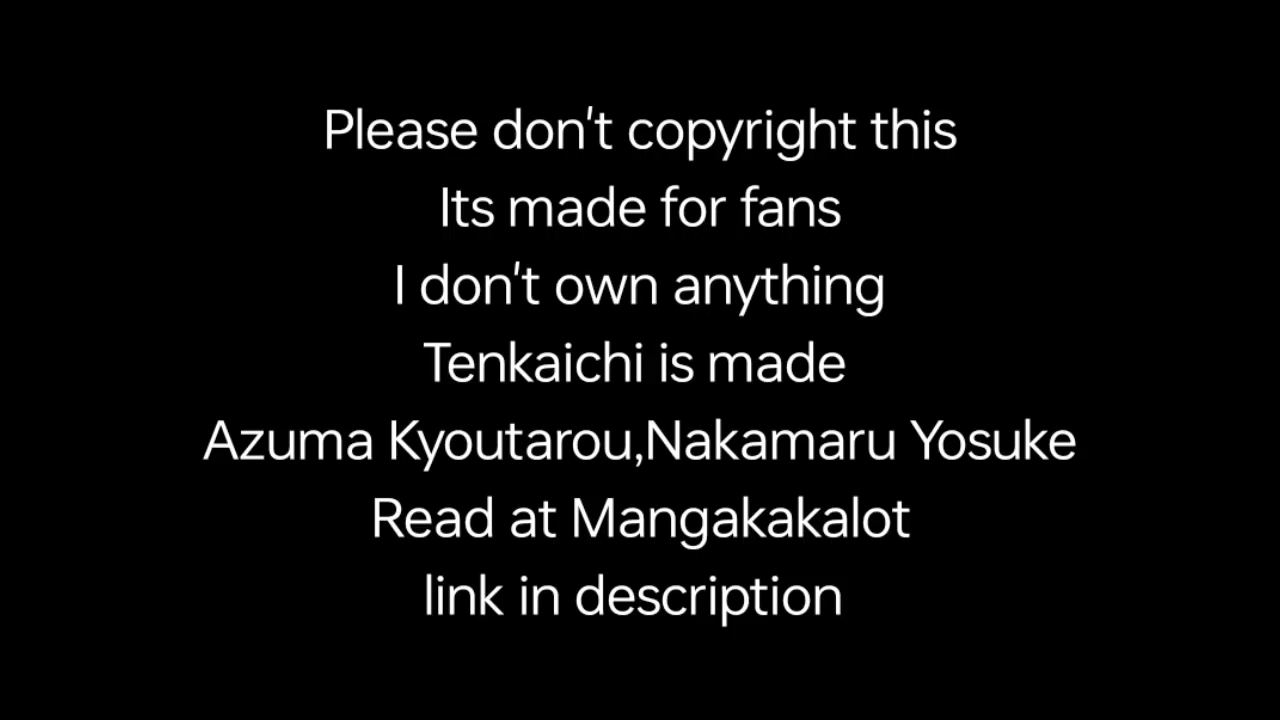 Please don't copyright this
Its made for fans
I don't own anything
Tenkaichi is made
Azuma Kyoutarou,Nakamaru Yosuke
Read at Mangakakalot
link in description